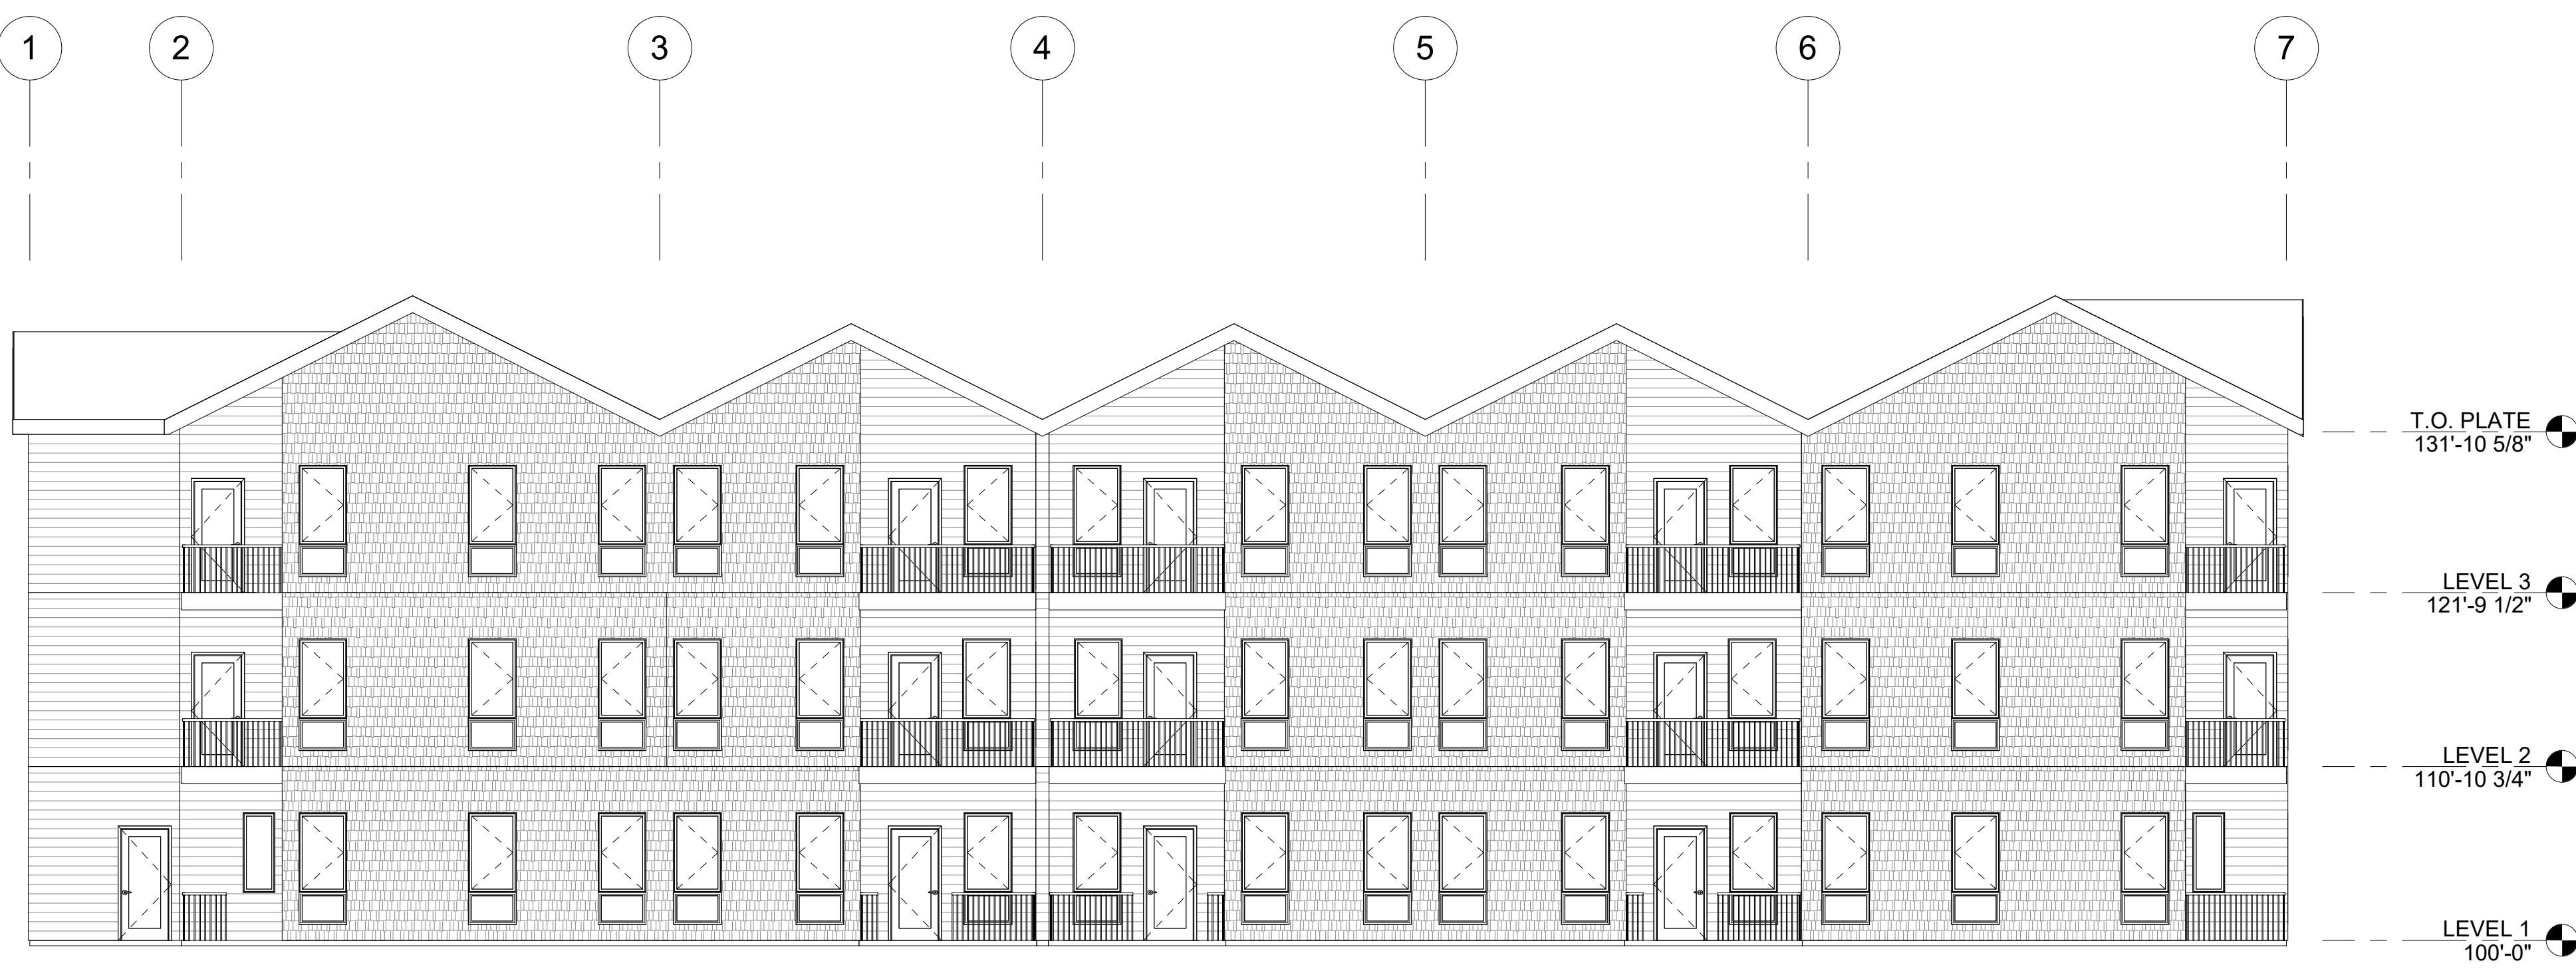 1 2 3 4 5 6 7
T.O. PLATE
131'-10 5/8"
LEVEL 3
121'-9 1/2"
LEVEL 2
110'-10 3/4"
LEVEL 1
100'-0"